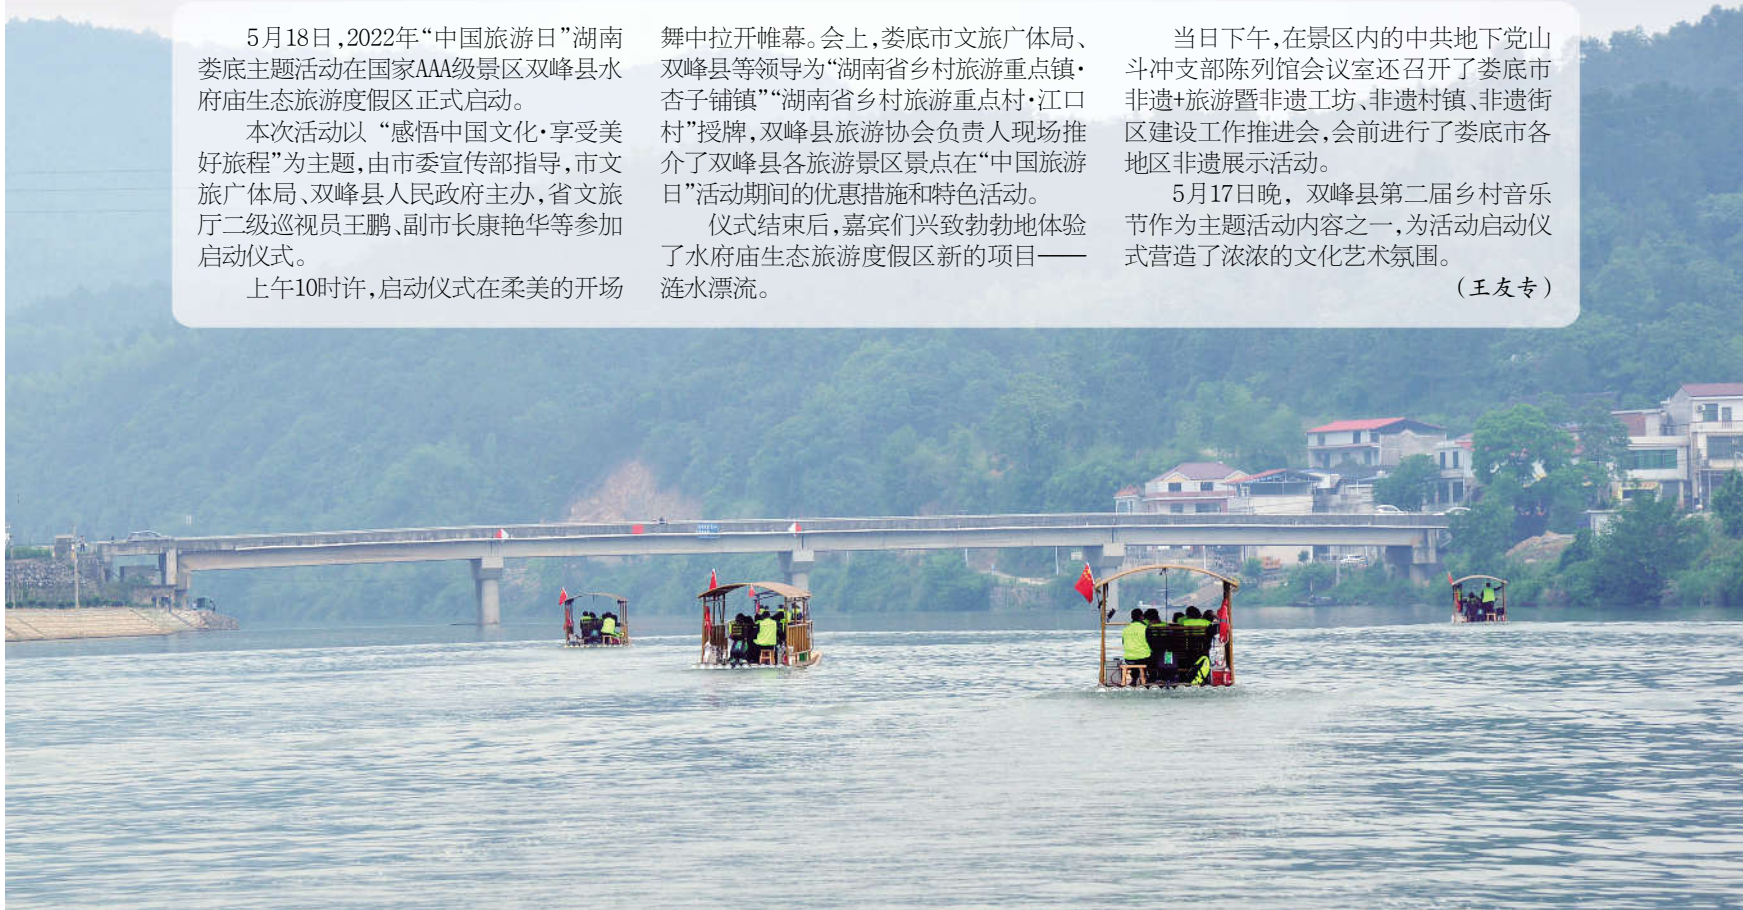 5月18日,2022年“中国旅游日”湖南
娄底主题活动在国家AAA级景区双峰县水
府庙生态旅游度假区正式启动。
本次活动以“感悟中国文化·享受美
好旅程”为主题,由市委宣传部指导,市文
旅广体局、双峰县人民政府主办,省文旅
厅二级巡视员王鹏、副市长康艳华等参加
启动仪式。
上午10时许,启动仪式在柔美的开场
舞中拉开帷幕。会上,娄底市文旅广体局、
双峰县等领导为“湖南省乡村旅游重点镇·
杏子铺镇”“湖南省乡村旅游重点村·江口
村”授牌,双峰县旅游协会负责人现场推
介了双峰县各旅游景区景点在“中国旅游
日”活动期间的优惠措施和特色活动。
仪式结束后,嘉宾们兴致勃勃地体验
了水府庙生态旅游度假区新的项目——
涟水漂流。
当日下午,在景区内的中共地下党山
斗冲支部陈列馆会议室还召开了娄底市
非遗+旅游暨非遗工坊、非遗村镇、非遗街
区建设工作推进会,会前进行了娄底市各
地区非遗展示活动。
5月17日晚,双峰县第二届乡村音乐
节作为主题活动内容之一,为活动启动仪
式营造了浓浓的文化艺术氛围。
(王友专)